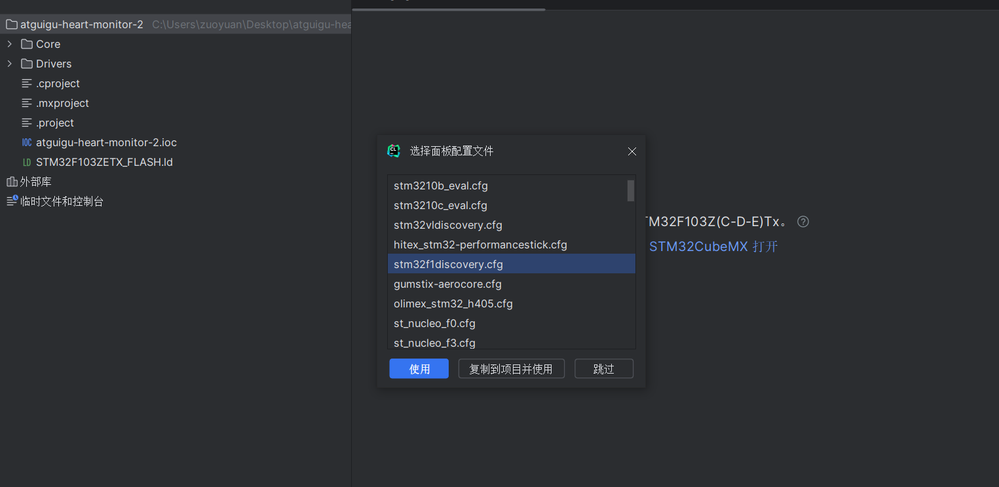 atguigu-heart-monitor-2 C:\Users\zuoyuan\Desktop\atguigu-hea
Core
Drivers
.cproject
.mxproject
.project
IOC atguigu-heart-monitor-2.ioc
LD STM32F103ZETX_FLASH.ld
外部库
临时文件和控制台
CL 选择面板配置文件
stm3210b_eval.cfg
stm3210c_eval.cfg
stm32vldiscovery.cfg
hitex_stm32-performancestick.cfg
stm32f1discovery.cfg
gumstix-aerocore.cfg
olimex_stm32_h405.cfg
st_nucleo_f0.cfg
st_nucleo_f3.cfg
使用 复制到项目并使用 跳过
TM32F103Z(C-D-E)Tx。 ?
STM32CubeMX 打开